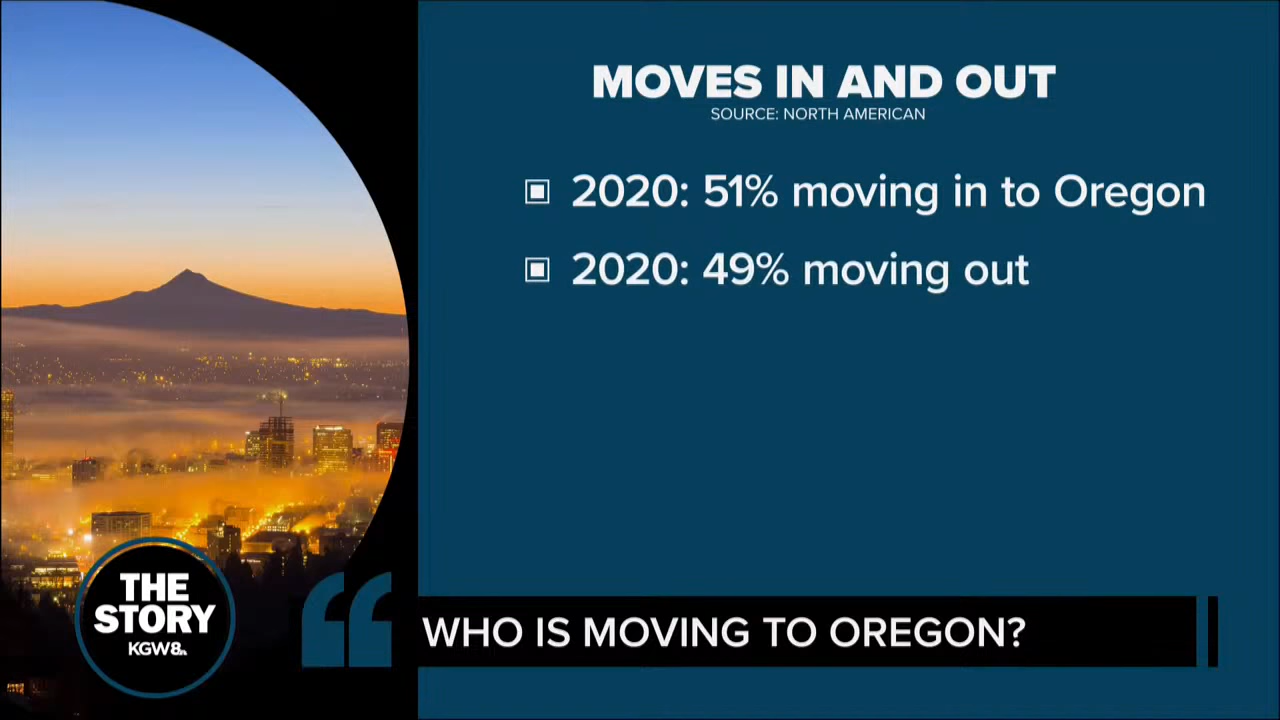 MOVES IN AND OUT
SOURCE: NORTH AMERICAN
2020: 51% moving in to Oregon
2020: 49% moving out
THE
STORY
KGW8
WHO IS MOVING TO OREGON?